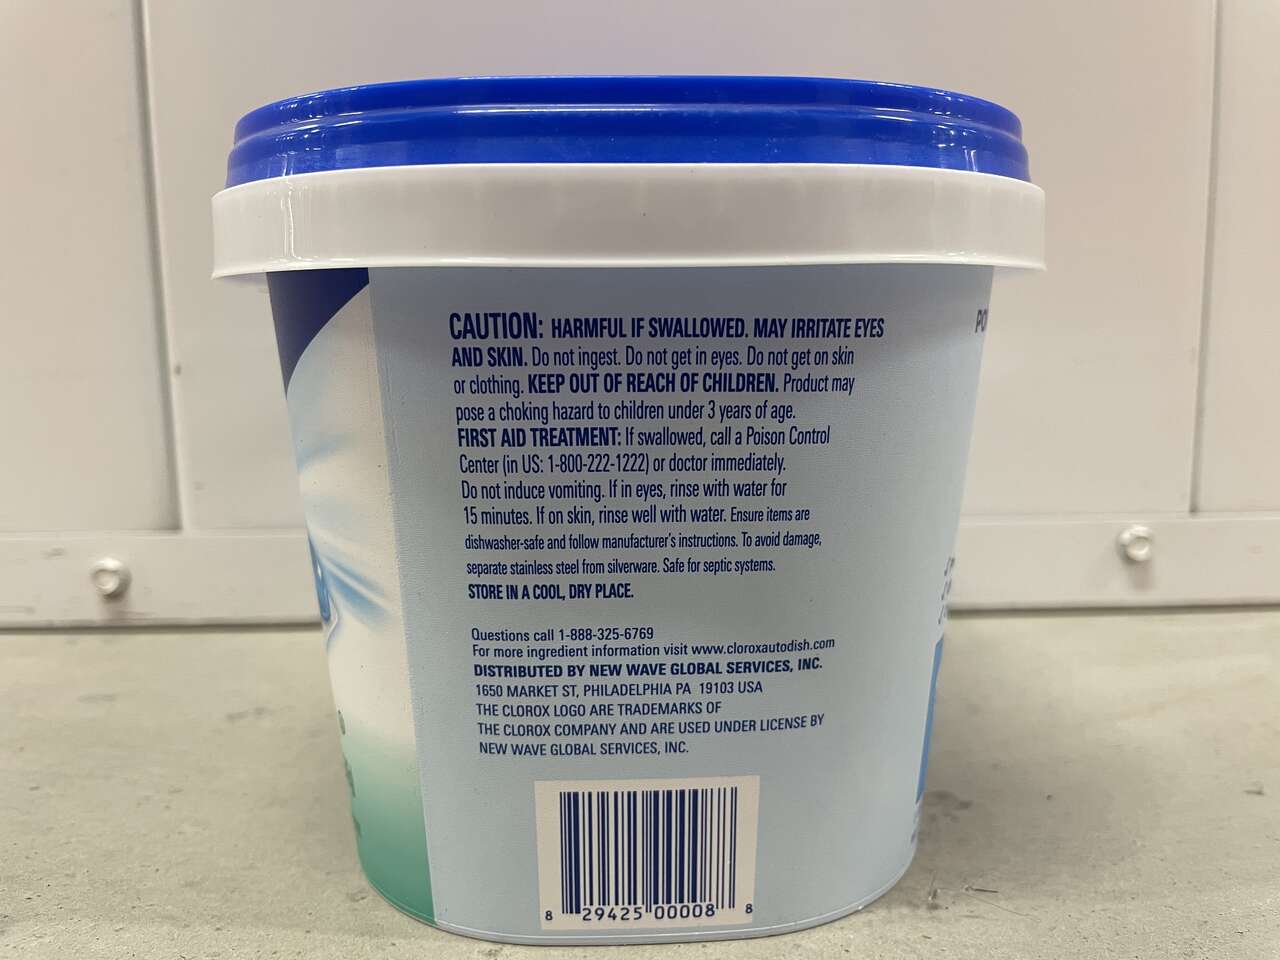 CAUTION: HARMFUL IF SWALLOWED. MAY IRRITATE EYES
AND SKIN. Do not ingest. Do not get in eyes. Do not get on skin
or clothing. KEEP OUT OF REACH OF CHILDREN. Product may
pose a choking hazard to children under 3 years of age.
FIRST AID TREATMENT: If swallowed, call a Poison Control
Center (in US: 1-800-222-1222) or doctor immediately.
Do not induce vomiting. If in eyes, rinse with water for
15 minutes. If on skin, rinse well with water. Ensure items are
dishwasher-safe and follow manufacturer's instructions. To avoid damage,
separate stainless steel from silverware. Safe for septic systems.
STORE IN A COOL, DRY PLACE.
Questions call 1-888-325-6769
For more ingredient information visit www.cloroxautodish.com
DISTRIBUTED BY NEW WAVE GLOBAL SERVICES, INC.
1650 MARKET ST, PHILADELPHIA PA 19103 USA
THE CLOROX LOGO ARE TRADEMARKS OF
THE CLOROX COMPANY AND ARE USED UNDER LICENSE BY
NEW WAVE GLOBAL SERVICES, INC.
8 29425 00008 8